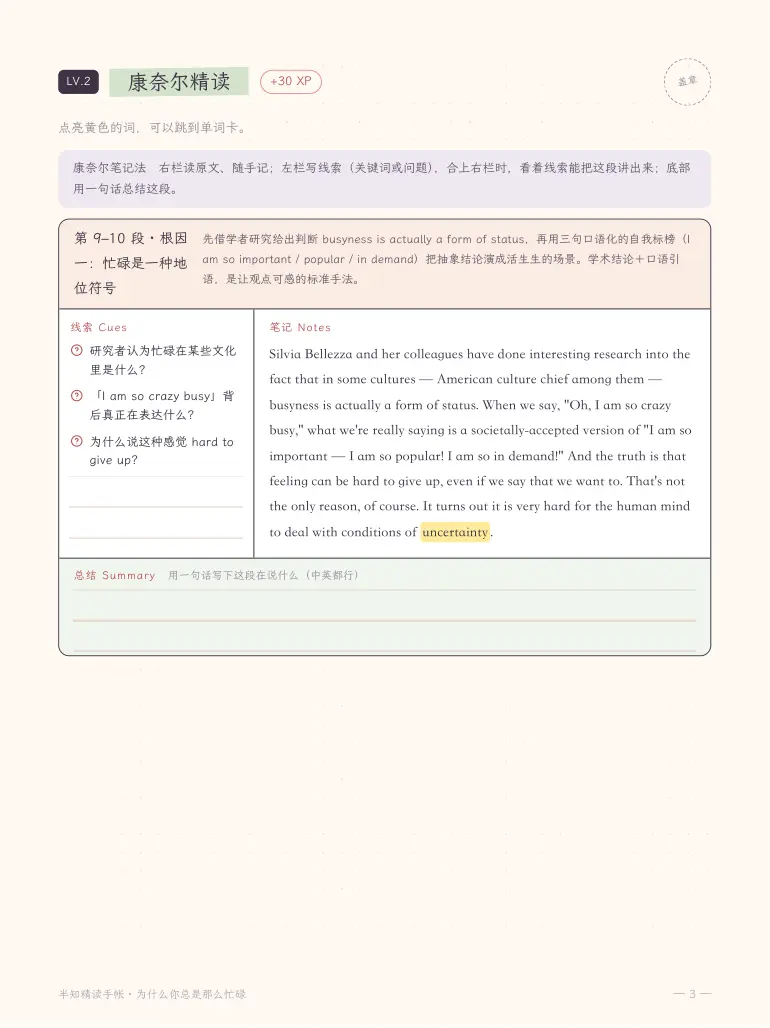 LV.2
康奈尔精读
+30 XP
盖章
点亮黄色的词，可以跳到单词卡。
康奈尔笔记法　右栏读原文、随手记；左栏写线索（关键词或问题），合上右栏时，看着线索能把这段讲出来；底部
用一句话总结这段。
第 9–10 段·根因
一：忙碌是一种地
位符号
先借学者研究给出判断 busyness is actually a form of status，再用三句口语化的自我标榜（I
am so important / popular / in demand）把抽象结论演成活生生的场景。学术结论＋口语引
语，是让观点可感的标准手法。
线索 Cues
研究者认为忙碌在某些文化
里是什么？
「I am so crazy busy」背
后真正在表达什么？
为什么说这种感觉 hard to
give up？
笔记 Notes
Silvia Bellezza and her colleagues have done interesting research into the
fact that in some cultures — American culture chief among them —
busyness is actually a form of status. When we say, "Oh, I am so crazy
busy," what we're really saying is a societally-accepted version of "I am so
important — I am so popular! I am so in demand!" And the truth is that
feeling can be hard to give up, even if we say that we want to. That's not
the only reason, of course. It turns out it is very hard for the human mind
to deal with conditions of uncertainty.
总结 Summary　用一句话写下这段在说什么（中英都行）
半知精读手帐·为什么你总是那么忙碌
— 3 —